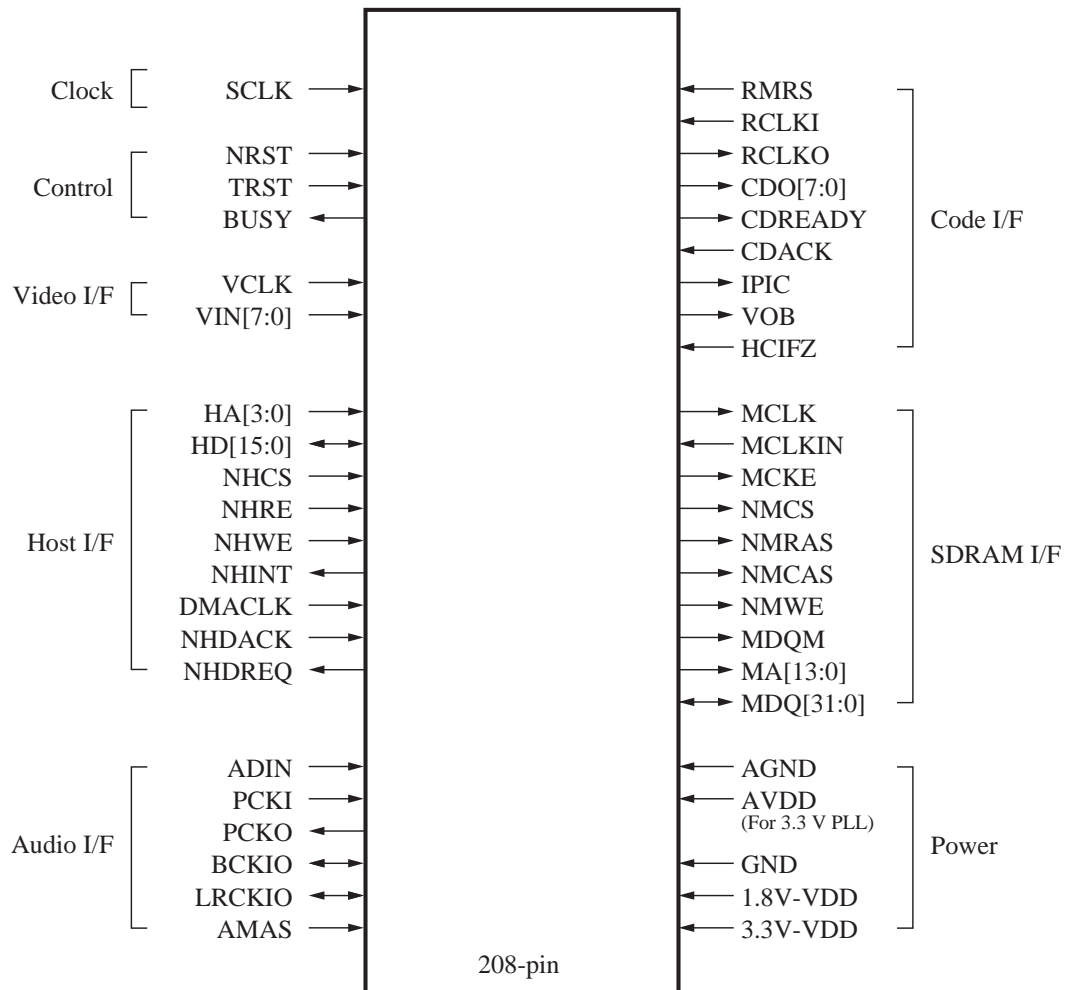 Clock
SCLK
Control
NRST
TRST
BUSY
Video I/F
VCLK
VIN[7:0]
Host I/F
HA[3:0]
HD[15:0]
NHCS
NHRE
NHWE
NHINT
DMACLK
NHDACK
NHDREQ
Audio I/F
ADIN
PCKI
PCKO
BCKIO
LRCKIO
AMAS
208-pin
RMRS
RCLKI
RCLKO
CDO[7:0]
CDREADY
CDACK
IPIC
VOB
HCIFZ
Code I/F
MCLK
MCLKIN
MCKE
NMCS
NMRAS
NMCAS
NMWE
MDQM
MA[13:0]
MDQ[31:0]
SDRAM I/F
AGND
AVDD
(For 3.3 V PLL)
GND
1.8V-VDD
3.3V-VDD
Power